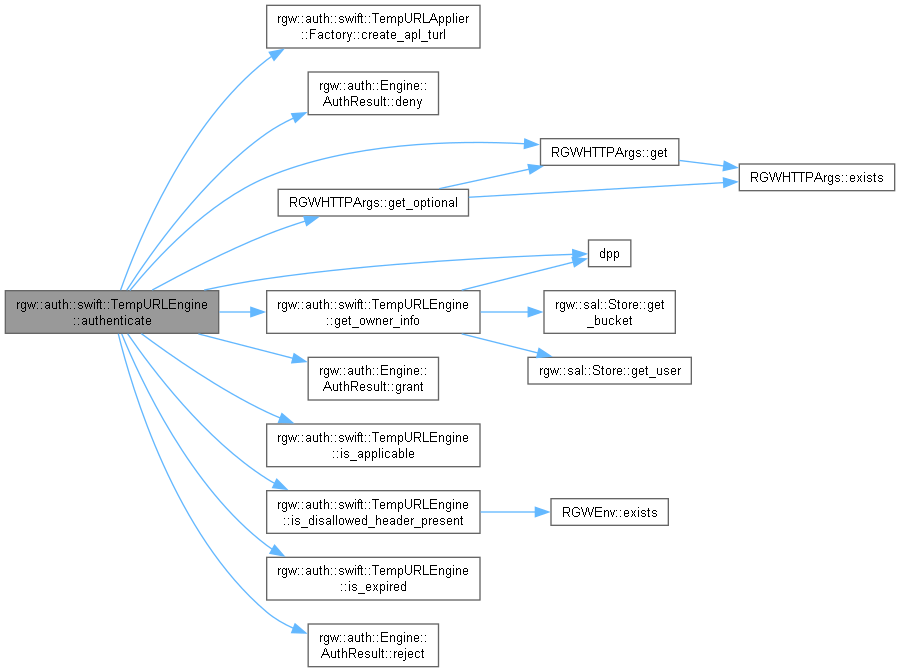 rgw::auth::swift::TempURLApplier
::Factory::create_apl_turl
rgw::auth::Engine::
AuthResult::deny
RGWHTTPArgs::get
RGWHTTPArgs::exists
RGWHTTPArgs::get_optional
dpp
rgw::auth::swift::TempURLEngine
::authenticate
rgw::auth::swift::TempURLEngine
::get_owner_info
rgw::sal::Store::get
_bucket
rgw::sal::Store::get_user
rgw::auth::Engine::
AuthResult::grant
rgw::auth::swift::TempURLEngine
::is_applicable
rgw::auth::swift::TempURLEngine
::is_disallowed_header_present
RGWEnv::exists
rgw::auth::swift::TempURLEngine
::is_expired
rgw::auth::Engine::
AuthResult::reject